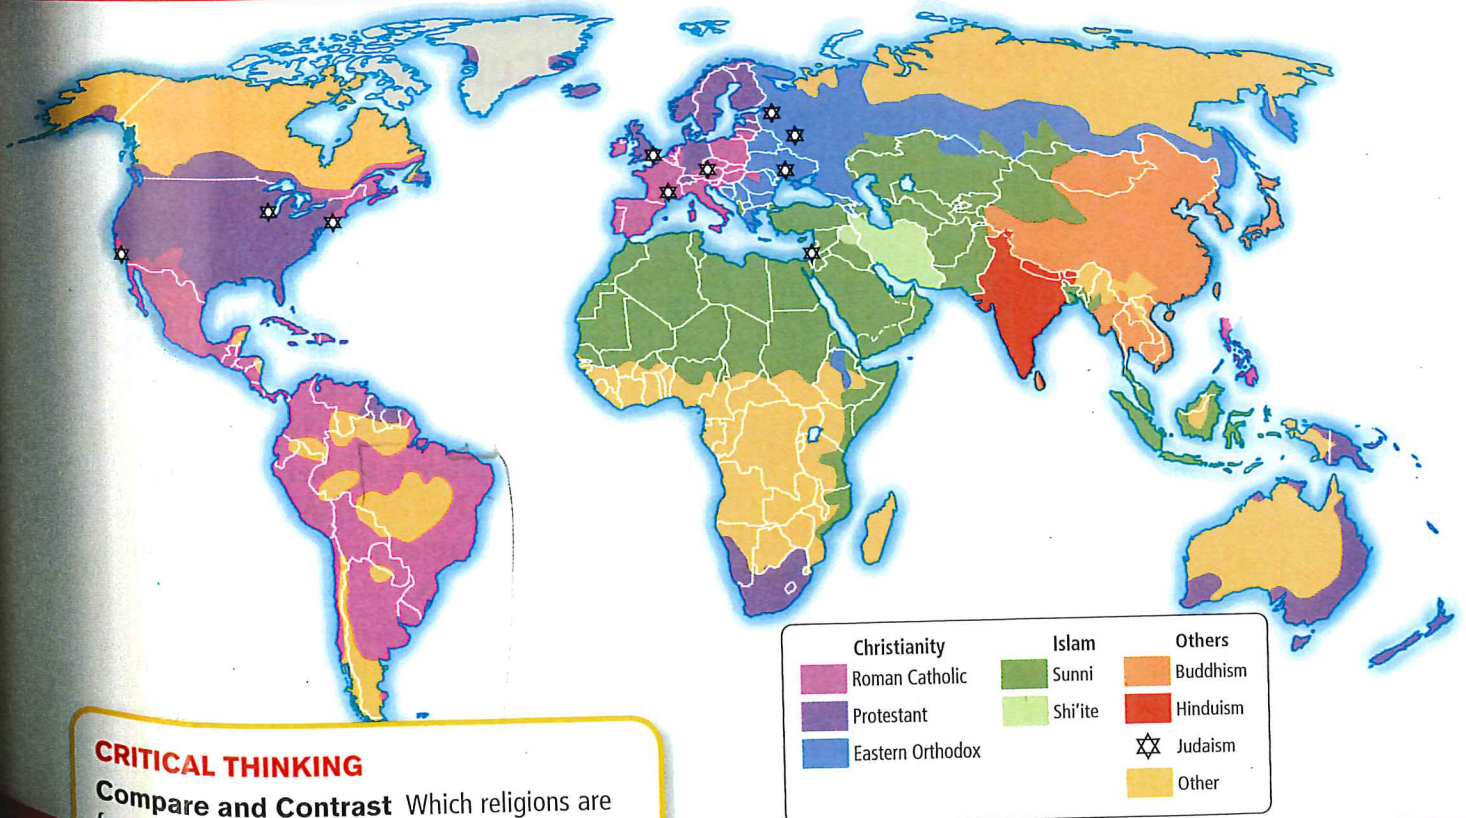 Christianity
Roman Catholic
Protestant
Eastern Orthodox
Islam
Sunni
Shi'ite
Others
Buddhism
Hinduism
Judaism
Other
CRITICAL THINKING
Compare and Contrast Which religions are